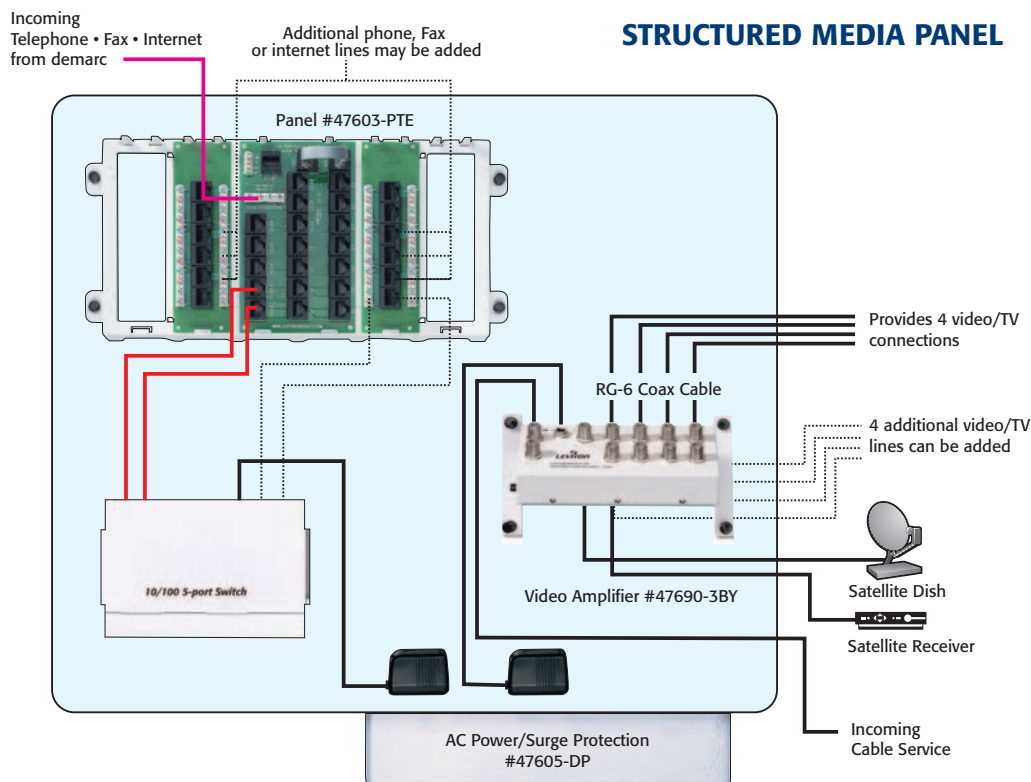 Incoming
Telephone • Fax • Internet
from demarc
Additional phone, Fax
or internet lines may be added
STRUCTURED MEDIA PANEL
Panel #47603-PTE
Provides 4 video/TV
connections
RG-6 Coax Cable
4 additional video/TV
lines can be added
LEVITON
10/100 5-port Switch
Video Amplifier #47690-3BY
Satellite Dish
Satellite Receiver
AC Power/Surge Protection
#47605-DP
Incoming
Cable Service